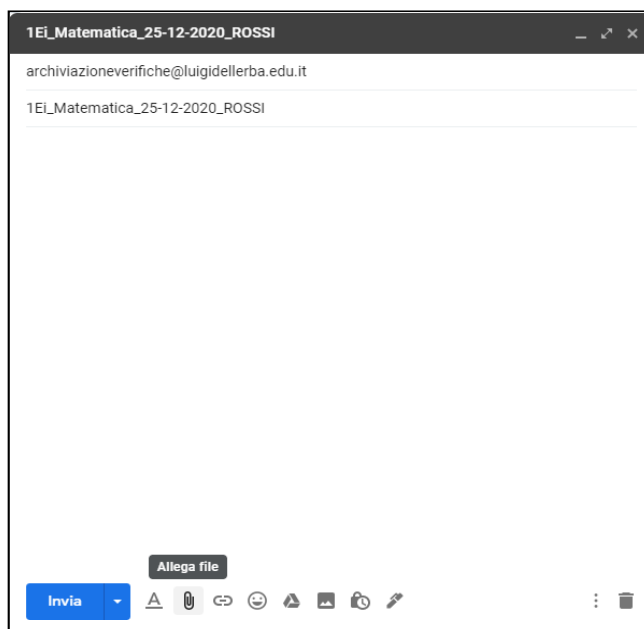 1Ei_Matematica_25-12-2020_ROSSI
archiviazioneverifiche@luigidellerba.edu.it
1Ei_Matematica_25-12-2020_ROSSI
Allega file
Invia